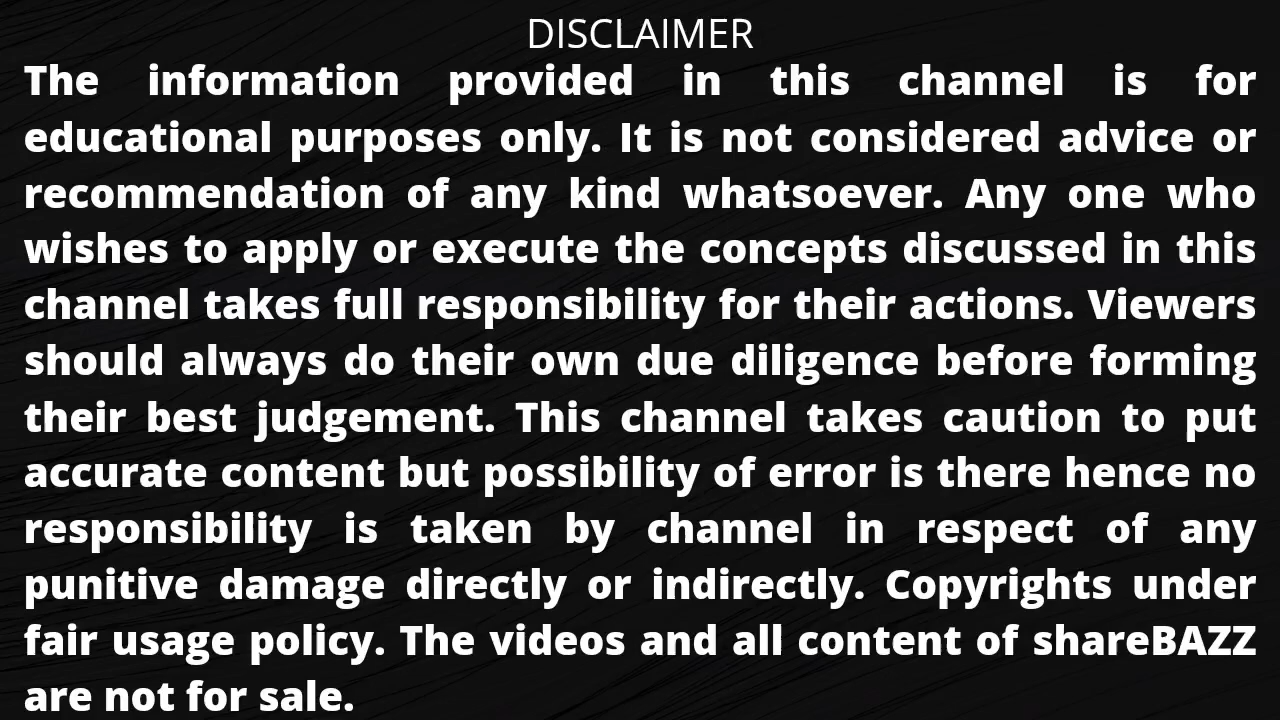 DISCLAIMER
The information provided in this channel is for
educational purposes only. It is not considered advice or
recommendation of any kind whatsoever. Any one who
wishes to apply or execute the concepts discussed in this
channel takes full responsibility for their actions. Viewers
should always do their own due diligence before forming
their best judgement. This channel takes caution to put
accurate content but possibility of error is there hence no
responsibility is taken by channel in respect of any
punitive damage directly or indirectly. Copyrights under
fair usage policy. The videos and all content of shareBAZZ
are not for sale.